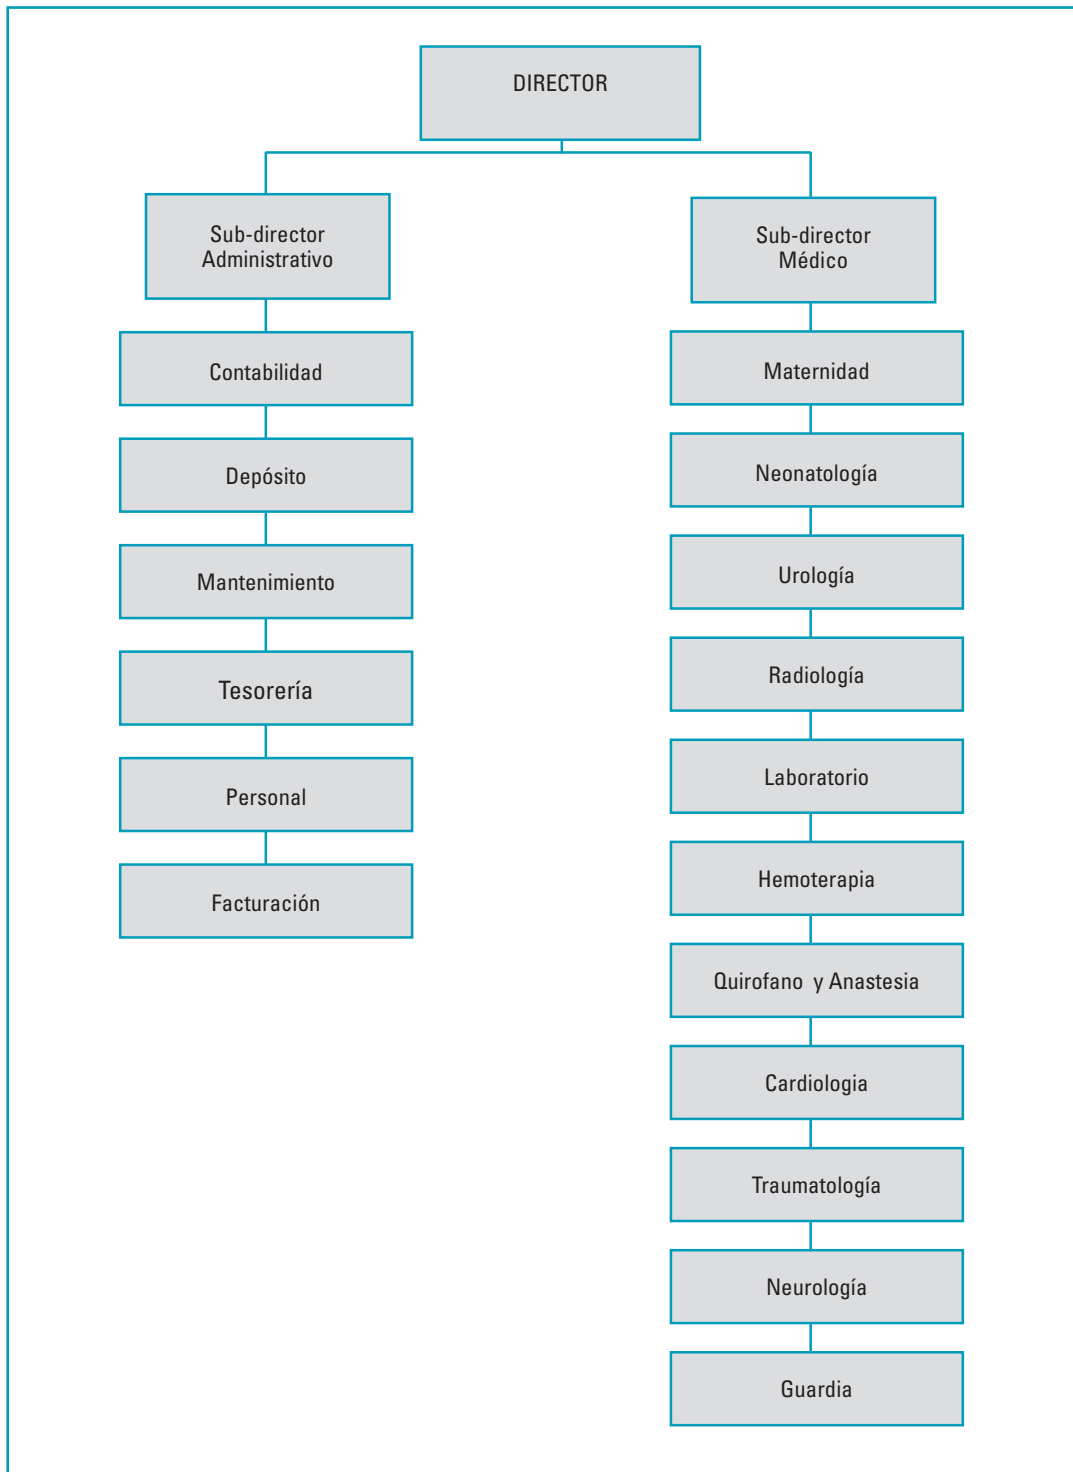 DIRECTOR
Sub-director
Administrativo
Contabilidad
Depósito
Mantenimiento
Tesorería
Personal
Facturación
Sub-director
Médico
Maternidad
Neonatología
Urología
Radiología
Laboratorio
Hemoterapia
Quirofano y Anastesia
Cardiologia
Traumatología
Neurología
Guardia